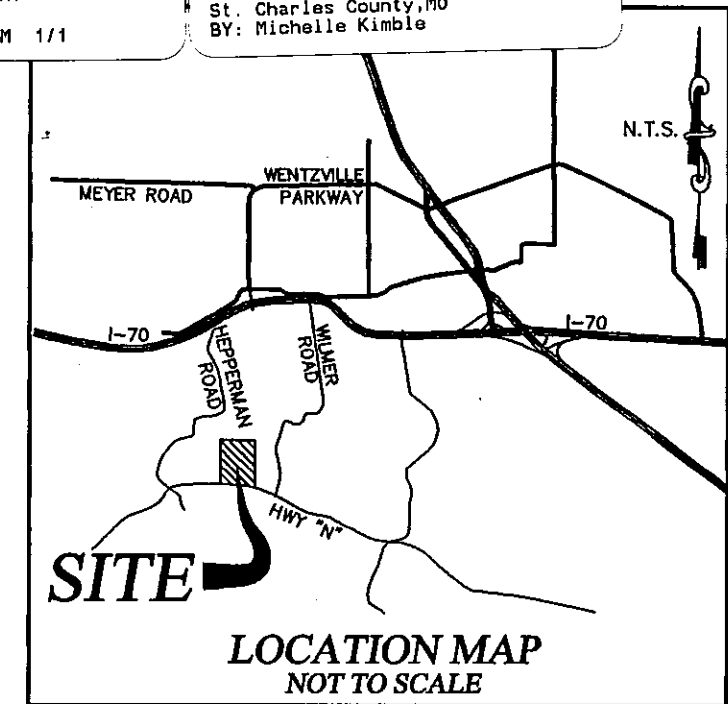 M 1/1
St. Charles County,MO
BY: Michelle Kimble
N.T.S.
MEYER ROAD
WENTZVILLE
PARKWAY
I-70
I-70
HEPPERMAN
ROAD
WILMER
ROAD
HWY "N"
SITE
LOCATION MAP
NOT TO SCALE